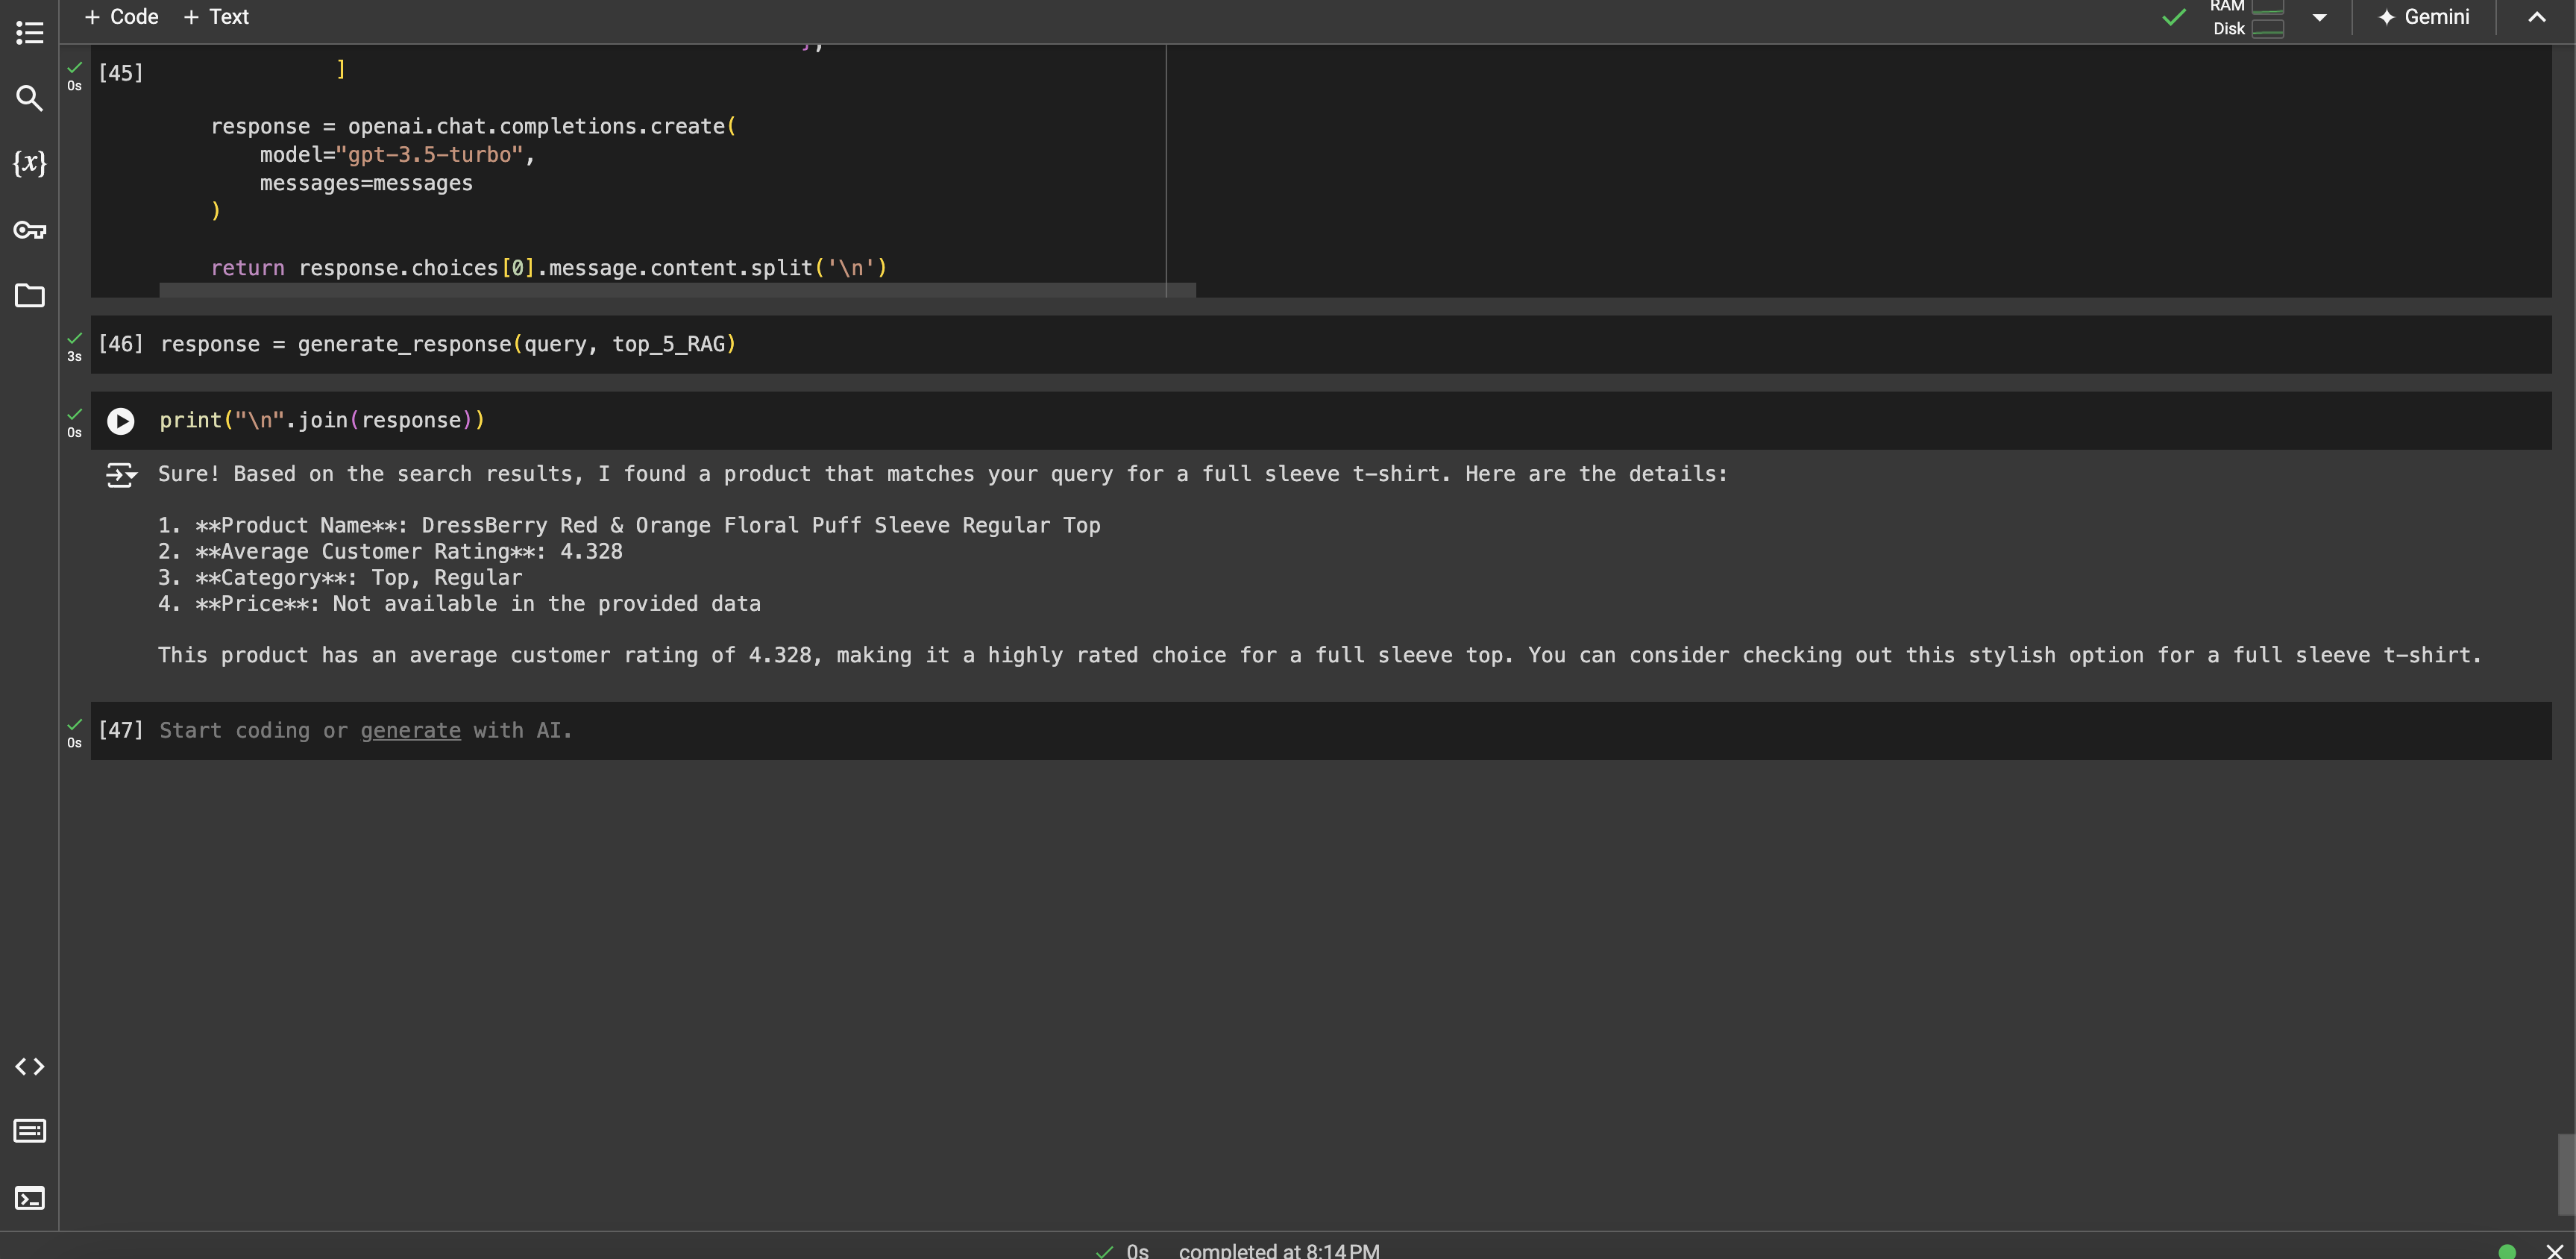 + Code + Text
RAM
Disk
Gemini
},
0s
[45]
]
response = openai.chat.completions.create(
model="gpt-3.5-turbo",
messages=messages
)
return response.choices[0].message.content.split('\n')
3s
[46] response = generate_response(query, top_5_RAG)
0s
print("\n".join(response))
Sure! Based on the search results, I found a product that matches your query for a full sleeve t-shirt. Here are the details:
1. **Product Name**: DressBerry Red & Orange Floral Puff Sleeve Regular Top
2. **Average Customer Rating**: 4.328
3. **Category**: Top, Regular
4. **Price**: Not available in the provided data
This product has an average customer rating of 4.328, making it a highly rated choice for a full sleeve top. You can consider checking out this stylish option for a full sleeve t-shirt.
0s
[47] Start coding or generate with AI.
{x}
0s completed at 8:14 PM